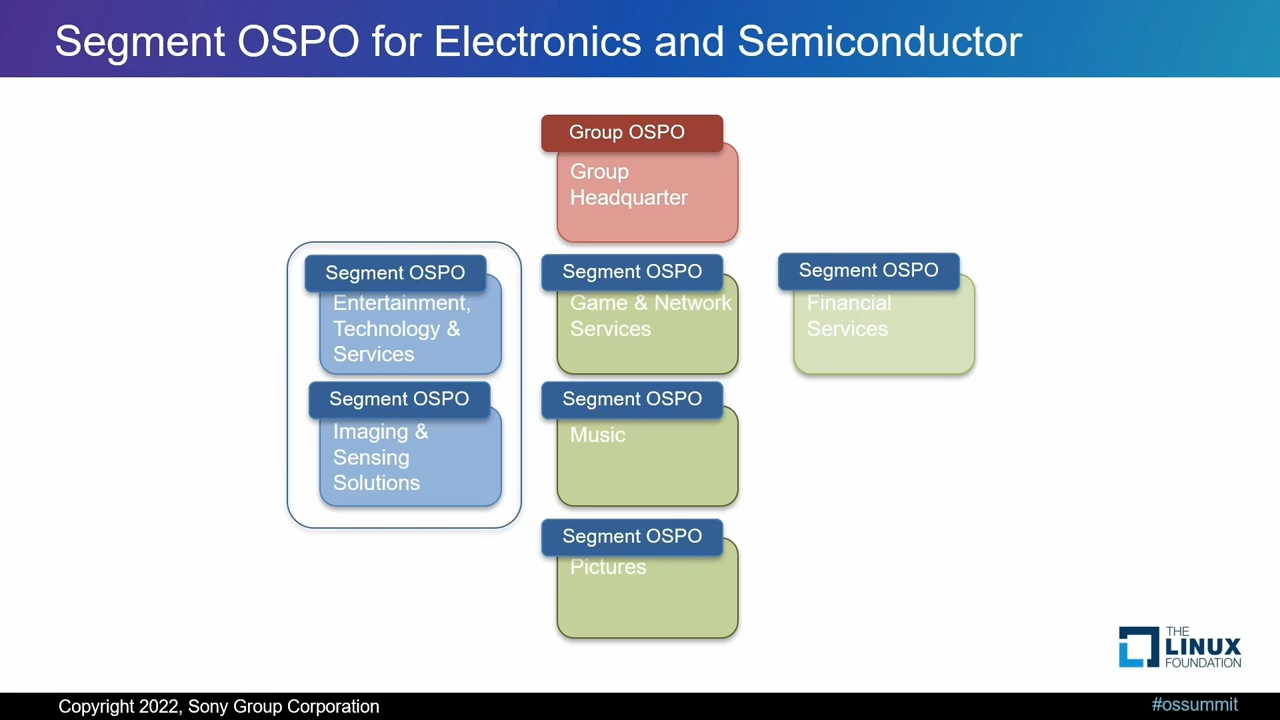 Segment OSPO for Electronics and Semiconductor
Group OSPO
Group
Headquarter
Segment OSPO
Entertainment,
Technology &
Services
Segment OSPO
Imaging &
Sensing
Solutions
Segment OSPO
Game & Network
Services
Segment OSPO
Music
Segment OSPO
Pictures
Segment OSPO
Financial
Services
THE
LINUX
FOUNDATION
Copyright 2022, Sony Group Corporation
#ossummit